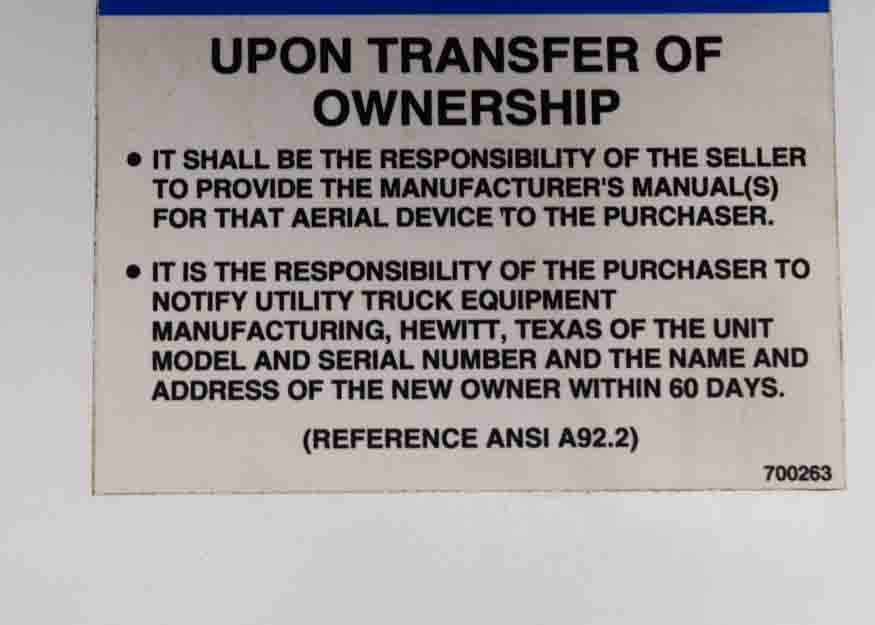 UPON TRANSFER OF
OWNERSHIP
• IT SHALL BE THE RESPONSIBILITY OF THE SELLER
TO PROVIDE THE MANUFACTURER'S MANUAL(S)
FOR THAT AERIAL DEVICE TO THE PURCHASER.
• IT IS THE RESPONSIBILITY OF THE PURCHASER TO
NOTIFY UTILITY TRUCK EQUIPMENT
MANUFACTURING, HEWITT, TEXAS OF THE UNIT
MODEL AND SERIAL NUMBER AND THE NAME AND
ADDRESS OF THE NEW OWNER WITHIN 60 DAYS.
(REFERENCE ANSI A92.2)
700263